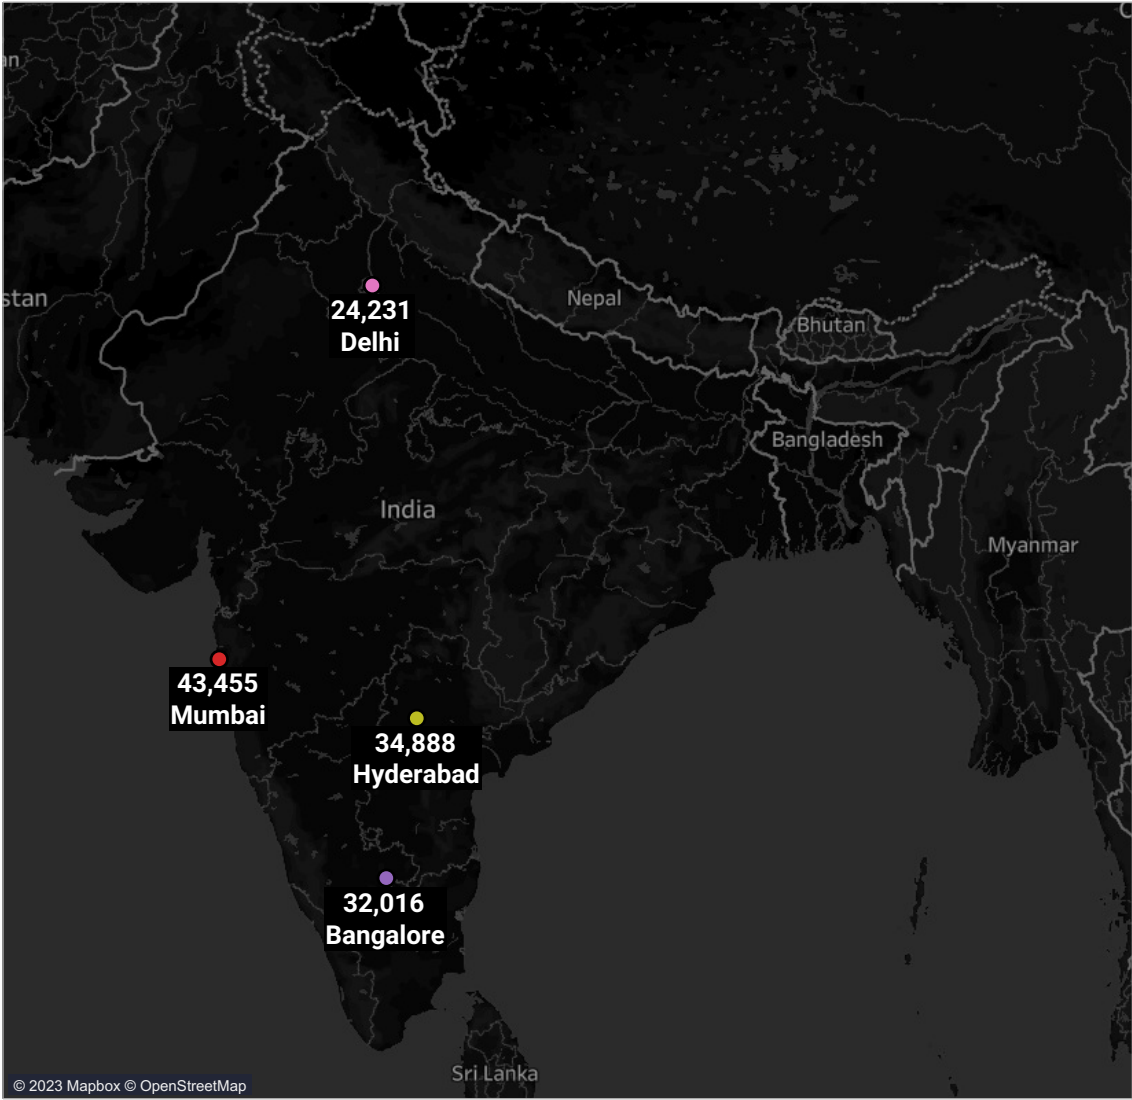 an
stan
24,231
Delhi
Nepal
Bhutan
Bangladesh
India
Myanmar
43,455
Mumbai
34,888
Hyderabad
32,016
Bangalore
Sri Lanka
© 2023 Mapbox © OpenStreetMap